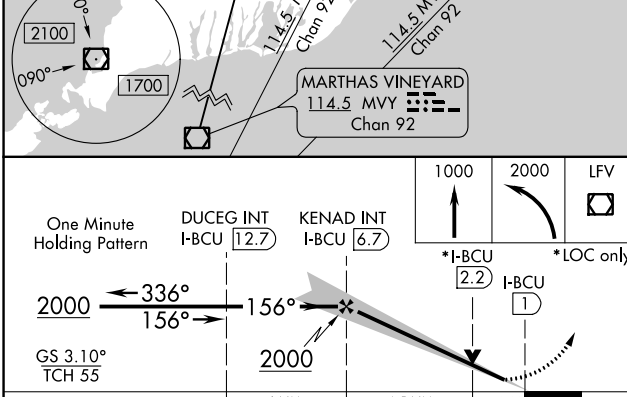 2100
090°
1700
114.5
Chan 92
114.5 M
Chan 92
MARTHAS VINEYARD
114.5 MVY
Chan 92
1000
2000
LFV
One Minute
Holding Pattern
DUCEG INT
I-BCU 12.7
KENAD INT
I-BCU 6.7
*I-BCU
2.2
*LOC only
I-BCU
1
2000
336°
156°
156°
2000
GS 3.10°
TCH 55